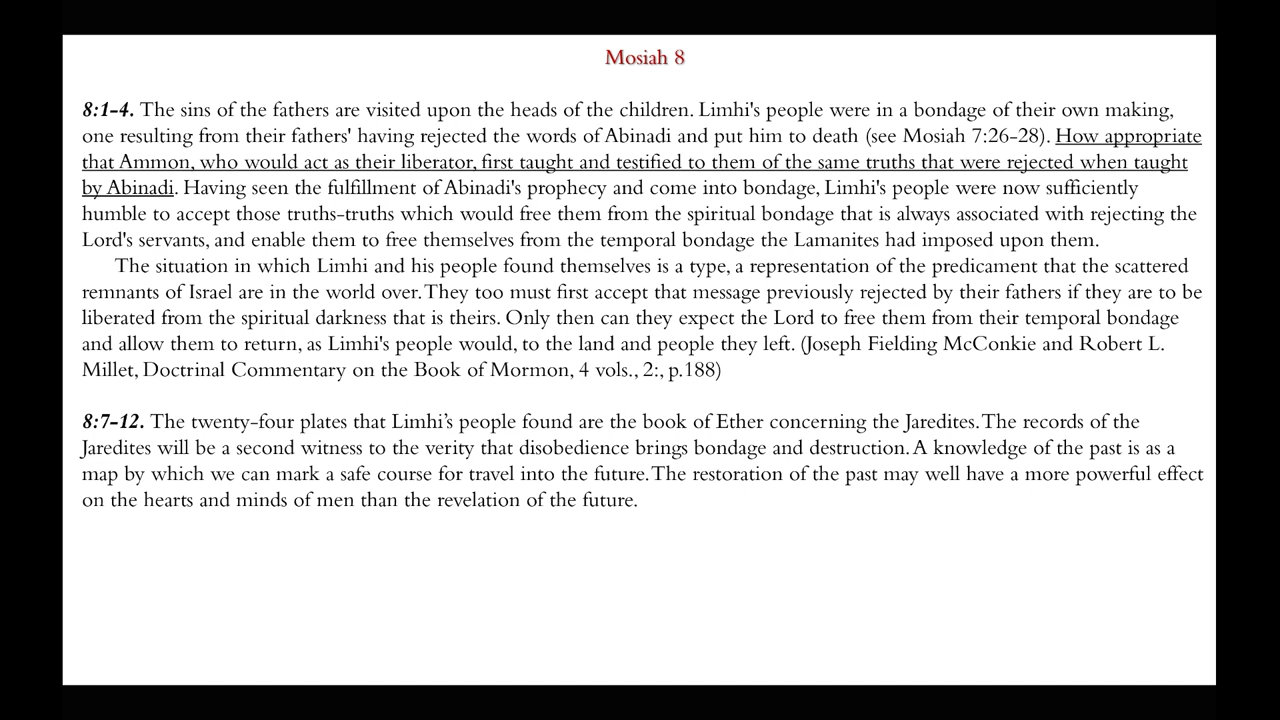 Mosiah 8
8:1-4. The sins of the fathers are visited upon the heads of the children. Limhi's people were in a bondage of their own making,
one resulting from their fathers' having rejected the words of Abinadi and put him to death (see Mosiah 7:26-28). How appropriate
that Ammon, who would act as their liberator, first taught and testified to them of the same truths that were rejected when taught
by Abinadi. Having seen the fulfillment of Abinadi's prophecy and come into bondage, Limhi's people were now sufficiently
humble to accept those truths-truths which would free them from the spiritual bondage that is always associated with rejecting the
Lord's servants, and enable them to free themselves from the temporal bondage the Lamanites had imposed upon them.
The situation in which Limhi and his people found themselves is a type, a representation of the predicament that the scattered
remnants of Israel are in the world over. They too must first accept that message previously rejected by their fathers if they are to be
liberated from the spiritual darkness that is theirs. Only then can they expect the Lord to free them from their temporal bondage
and allow them to return, as Limhi's people would, to the land and people they left. (Joseph Fielding McConkie and Robert L.
Millet, Doctrinal Commentary on the Book of Mormon, 4 vols., 2:, p.188)
8:7-12. The twenty-four plates that Limhi’s people found are the book of Ether concerning the Jaredites. The records of the
Jaredites will be a second witness to the verity that disobedience brings bondage and destruction. A knowledge of the past is as a
map by which we can mark a safe course for travel into the future. The restoration of the past may well have a more powerful effect
on the hearts and minds of men than the revelation of the future.